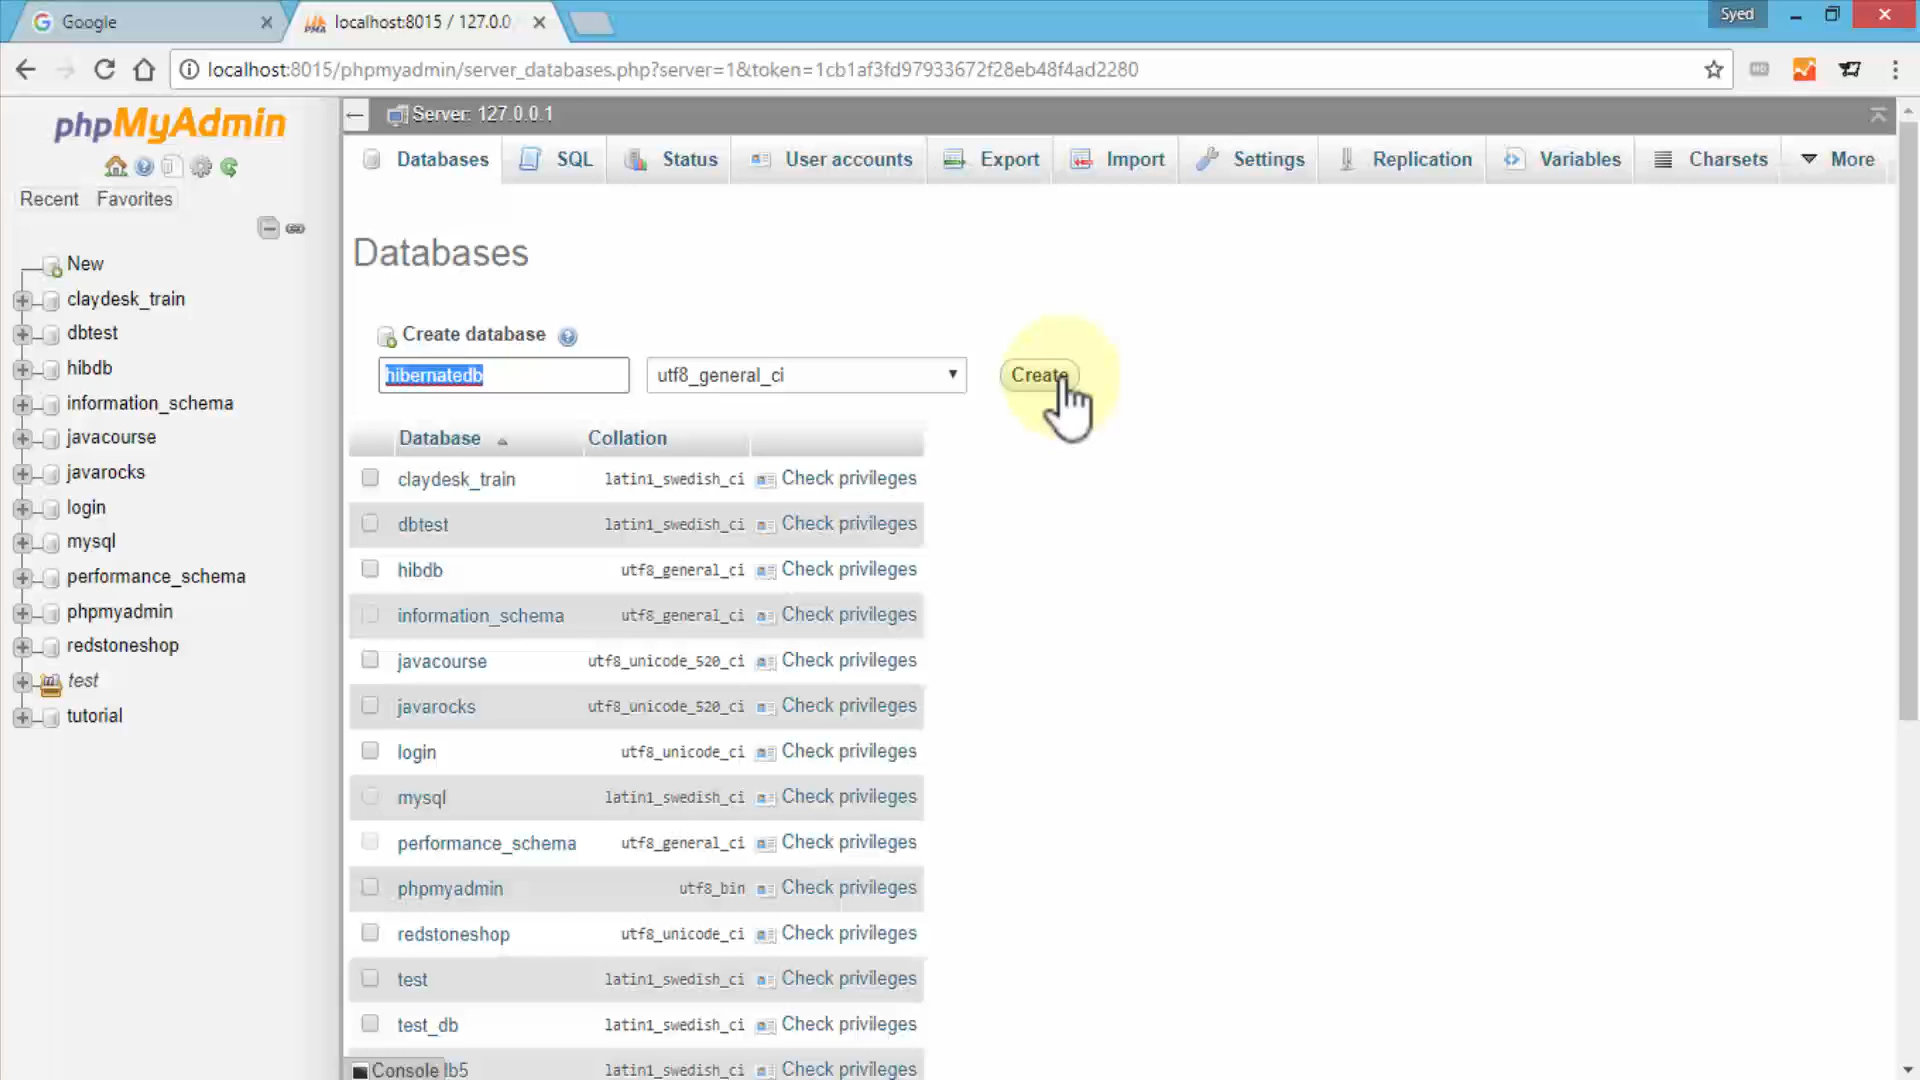 Google
localhost:8015 / 127.0.0
Syed
localhost:8015/phpmyadmin/server_databases.php?server=1&token=1cb1af3fd97933672f28eb48f4ad2280
phpMyAdmin
Recent Favorites
New
claydesk_train
dbtest
hibdb
information_schema
javacourse
javarocks
login
mysql
performance_schema
phpmyadmin
redstoneshop
test
tutorial
Server: 127.0.0.1
Databases SQL Status User accounts Export Import Settings Replication Variables Charsets More
Databases
Create database
hibernatedb utf8_general_ci Create
Database Collation
claydesk_train latin1_swedish_ci Check privileges
dbtest latin1_swedish_ci Check privileges
hibdb utf8_general_ci Check privileges
information_schema utf8_general_ci Check privileges
javacourse utf8_unicode_520_ci Check privileges
javarocks utf8_unicode_520_ci Check privileges
login utf8_unicode_ci Check privileges
mysql latin1_swedish_ci Check privileges
performance_schema utf8_general_ci Check privileges
phpmyadmin utf8_bin Check privileges
redstoneshop utf8_unicode_ci Check privileges
test latin1_swedish_ci Check privileges
test_db latin1_swedish_ci Check privileges
Console lb5 latin1_swedish_ci Check privileges